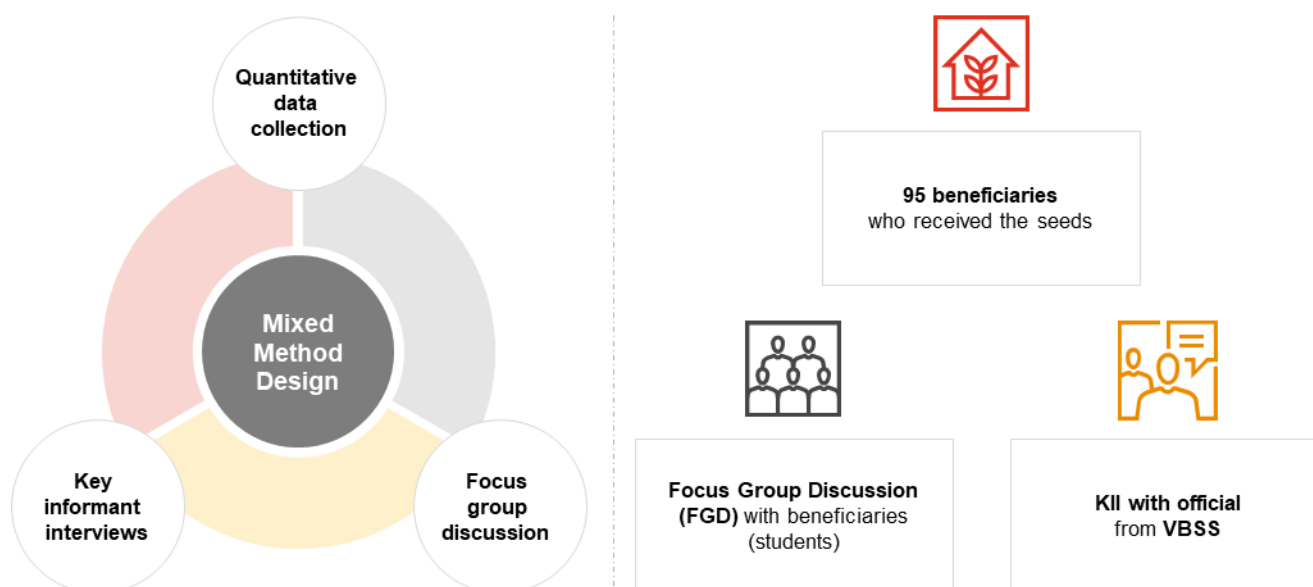 Quantitative
data
collection
Mixed
Method
Design
Key
informant
interviews
Focus
group
discussion
95 beneficiaries
who received the seeds
Focus Group Discussion
(FGD) with beneficiaries
(students)
KII with official
from VBSS